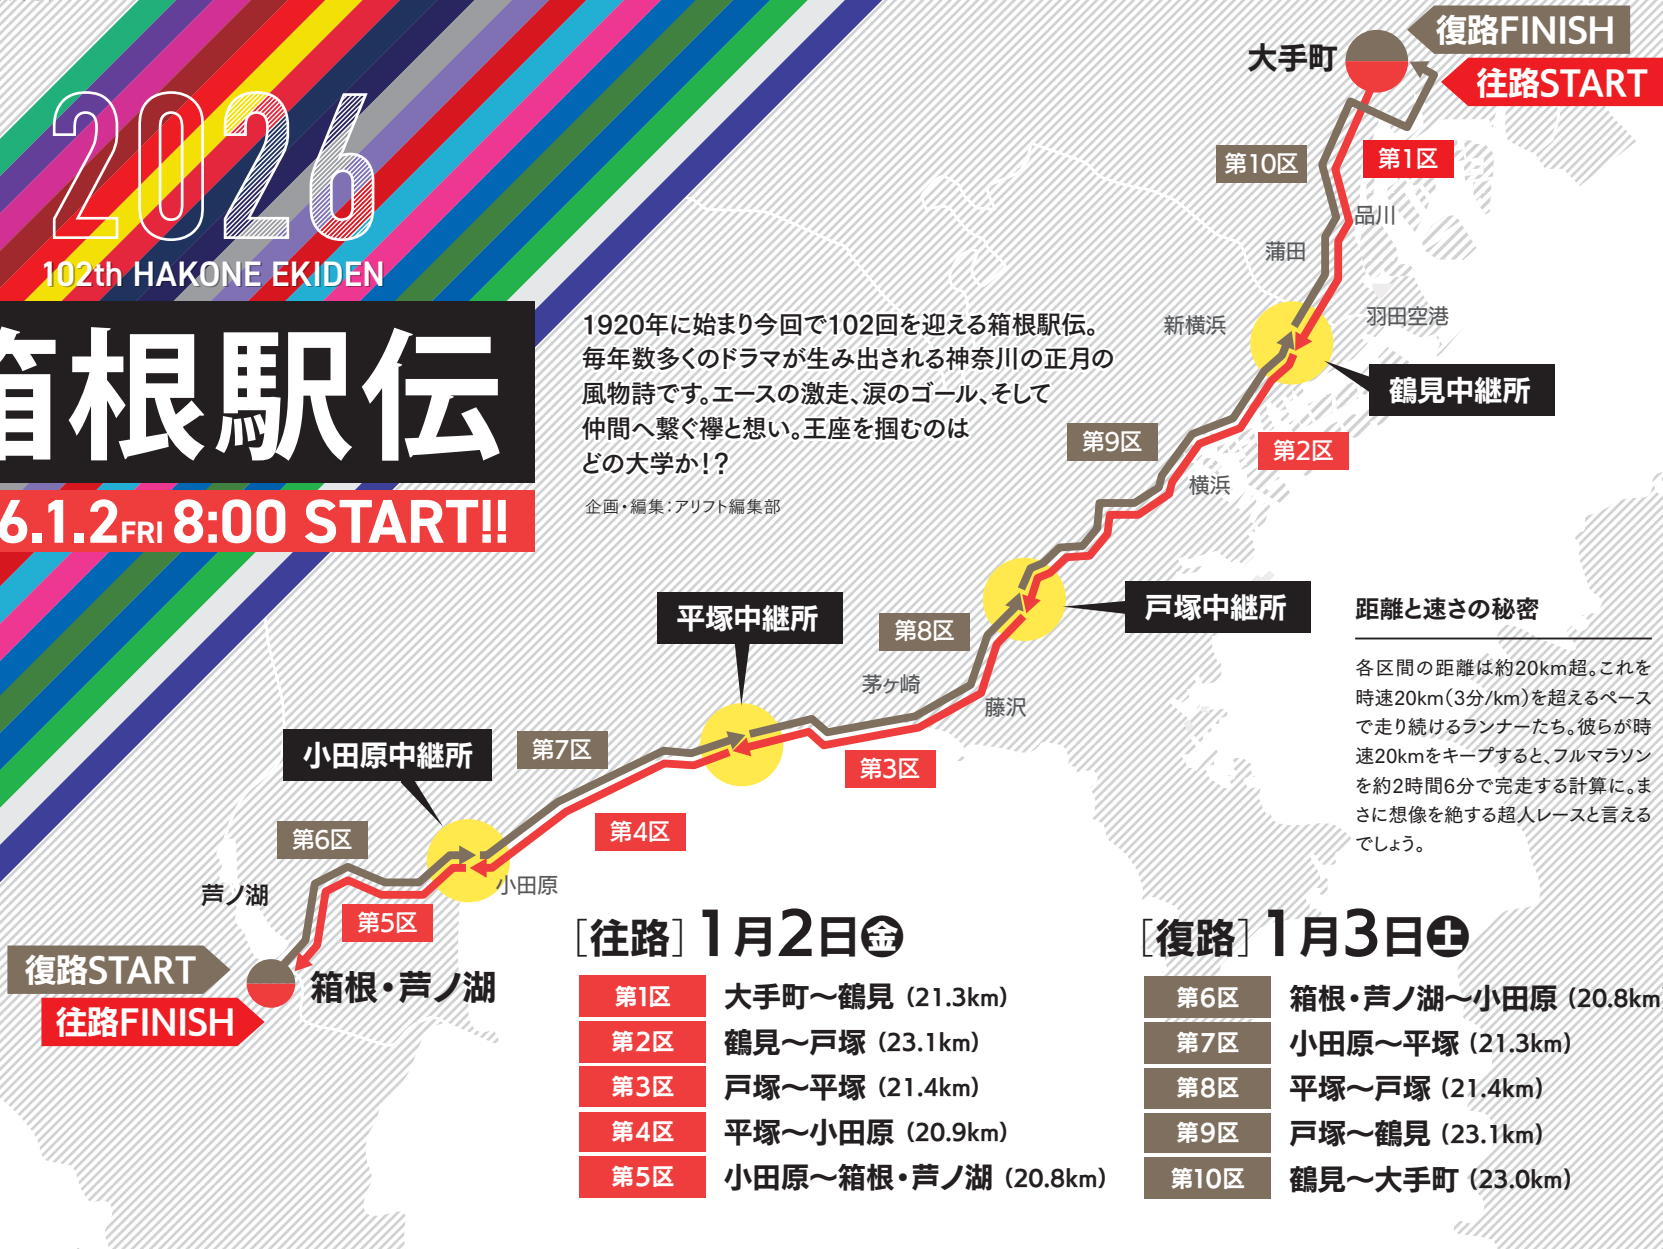 2026
102th HAKONE EKIDEN
箱根駅伝
6.1.2FRI 8:00 START!!
1920年に始まり今回で102回を迎える箱根駅伝。
毎年数多くのドラマが生み出される神奈川の正月の
風物詩です。エースの激走、涙のゴール、そして
仲間へ繋ぐ襷と想い。王座を掴むのは
どの大学か!?
企画・編集:アリフト編集部
大手町
復路FINISH
往路START
第10区
第1区
品川
蒲田
新横浜
羽田空港
鶴見中継所
第9区
第2区
横浜
戸塚中継所
平塚中継所
第8区
茅ヶ崎
藤沢
小田原中継所
第7区
第3区
第4区
第6区
小田原
芦ノ湖
第5区
復路START
箱根・芦ノ湖
往路FINISH
距離と速さの秘密
各区間の距離は約20km超。これを
時速20km(3分/km)を超えるペース
で走り続けるランナーたち。彼らが時
速20kmをキープすると、フルマラソン
を約2時間6分で完走する計算に。ま
さに想像を絶する超人レースと言える
でしょう。
[往路]1月2日金
第1区 大手町〜鶴見(21.3km)
第2区 鶴見〜戸塚(23.1km)
第3区 戸塚〜平塚(21.4km)
第4区 平塚〜小田原(20.9km)
第5区 小田原〜箱根・芦ノ湖(20.8km)
[復路]1月3日土
第6区 箱根・芦ノ湖〜小田原(20.8km
第7区 小田原〜平塚(21.3km)
第8区 平塚〜戸塚(21.4km)
第9区 戸塚〜鶴見(23.1km)
第10区 鶴見〜大手町(23.0km)